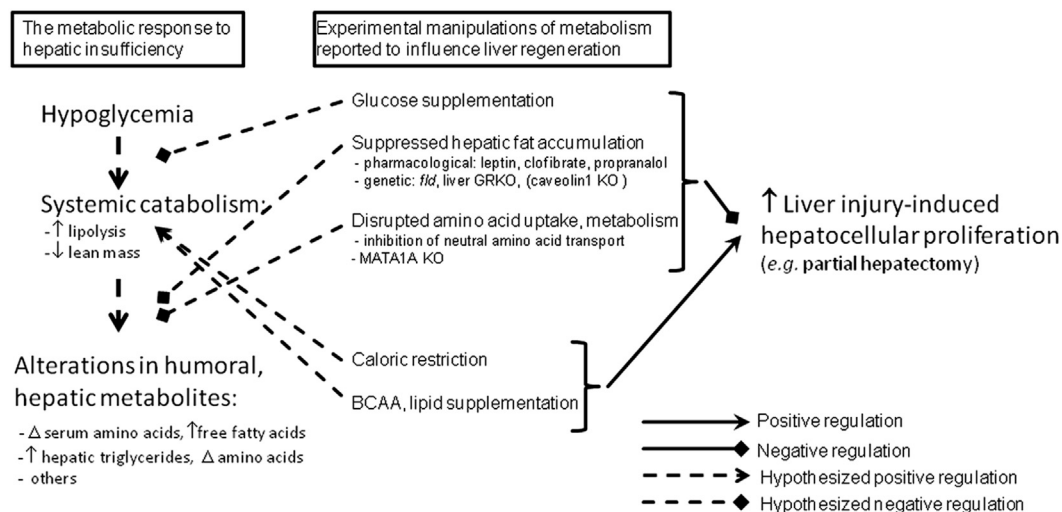 The metabolic response to
hepatic insufficiency
Experimental manipulations of metabolism
reported to influence liver regeneration
Hypoglycemia
Systemic catabolism:
-↑ lipolysis
-↓ lean mass
Alterations in humoral,
hepatic metabolites:
- Δ serum amino acids, ↑free fatty acids
-↑ hepatic triglycerides, Δ amino acids
- others
Glucose supplementation
Suppressed hepatic fat accumulation
- pharmacological: leptin, clofibrate, propranalol
- genetic: fld, liver GRKO, (caveolin1 KO )
Disrupted amino acid uptake, metabolism
- inhibition of neutral amino acid transport
- MATA1A KO
Caloric restriction
BCAA, lipid supplementation
↑ Liver injury-induced
hepatocellular proliferation
(e.g. partial hepatectomy)
Positive regulation
Negative regulation
Hypothesized positive regulation
Hypothesized negative regulation